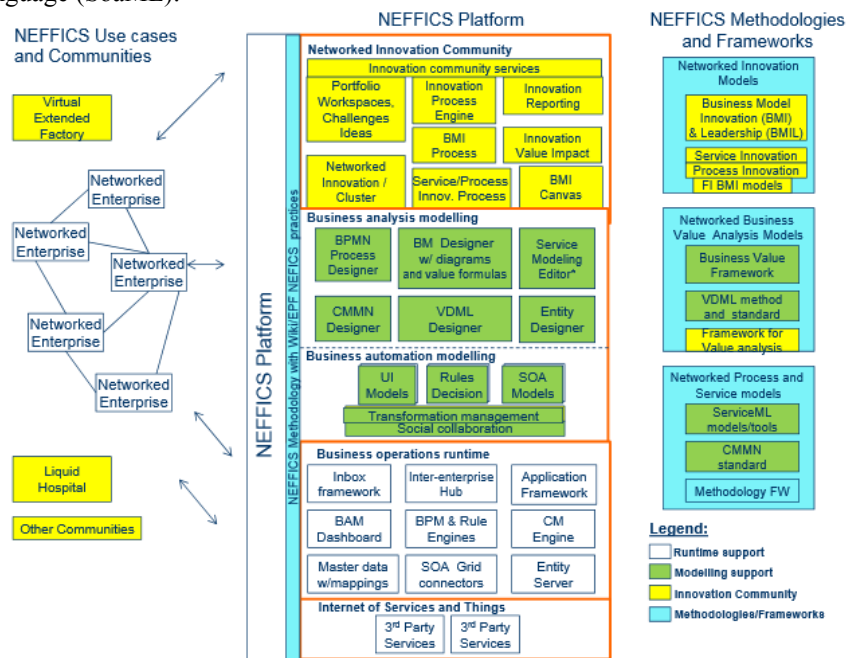 nguage (SoaML).
NEFFICS Use cases
and Communities
Virtual
Extended
Factory
Networked
Enterprise
Networked
Enterprise
Networked
Enterprise
Networked
Enterprise
Networked
Enterprise
Liquid
Hospital
Other Communities
NEFFICS Platform
NEFFICS Platform
NEFFICS Methodology with Wiki/EPF NEFICS practices
Networked Innovation Community
Innovation community services
Portfolio
Workspaces,
Challenges
Ideas
Innovation
Process
Engine
Innovation
Reporting
BMI
Process
Innovation
Value Impact
Networked
Innovation /
Cluster
Service/Process
Innov. Process
BMI
Canvas
Business analysis modelling
BPMN
Process
Designer
BM Designer
w/ diagrams
and value formulas
Service
Modeling
Editor*
CMMN
Designer
VDML
Designer
Entity
Designer
Business automation modelling
UI
Models
Rules
Decision
SOA
Models
Transformation management
Social collaboration
Business operations runtime
Inbox
framework
Inter-enterprise
Hub
Application
Framework
BAM
Dashboard
BPM & Rule
Engines
CM
Engine
Master data
w/mappings
SOA Grid
connectors
Entity
Server
Internet of Services and Things
3rd Party
Services
3rd Party
Services
NEFFICS Methodologies
and Frameworks
Networked Innovation
Models
Business Model
Innovation (BMI)
& Leadership (BMIL)
Service Innovation
Process Innovation
FI BMI models
Networked Business
Value Analysis Models
Business Value
Framework
VDML method
and standard
Framework for
Value analysis
Networked Process and
Service models
ServiceML
models/tools
CMMN
standard
Methodology FW
Legend:
Runtime support
Modelling support
Innovation Community
Methodologies/Frameworks